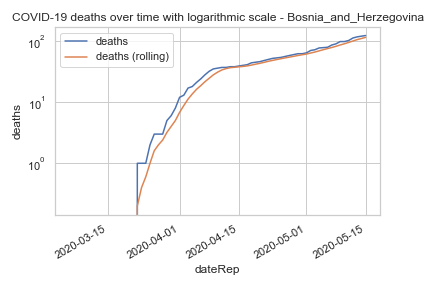 COVID-19 deaths over time with logarithmic scale - Bosnia_and_Herzegovina
deaths
deaths (rolling)
10²
10¹
10⁰
deaths
2020-03-15
2020-04-01
2020-04-15
2020-05-01
2020-05-15
dateRep